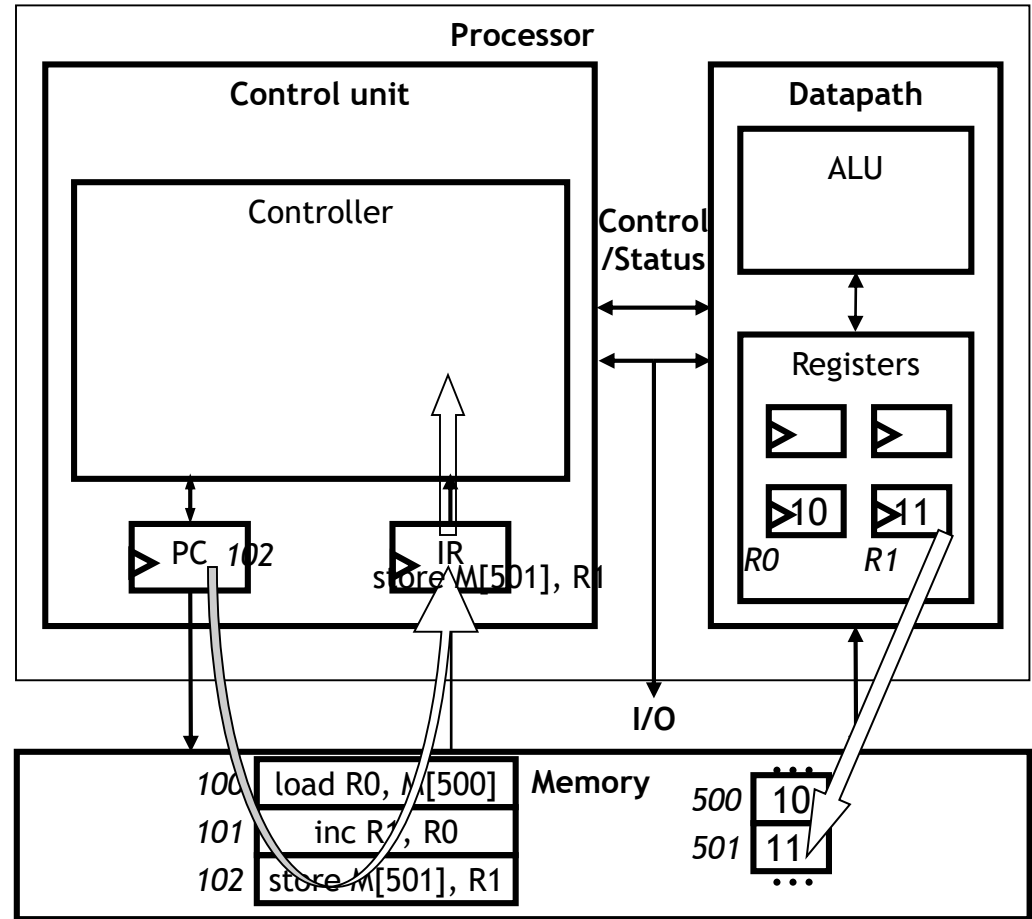 Processor
Control unit
Datapath
ALU
Controller
Control
/Status
Registers
10
11
R0
R1
PC
102
IR
store M[501], R1
I/O
Memory
100
load R0, M[500]
101
inc R1, R0
102
store M[501], R1
...
500
10
501
11
...